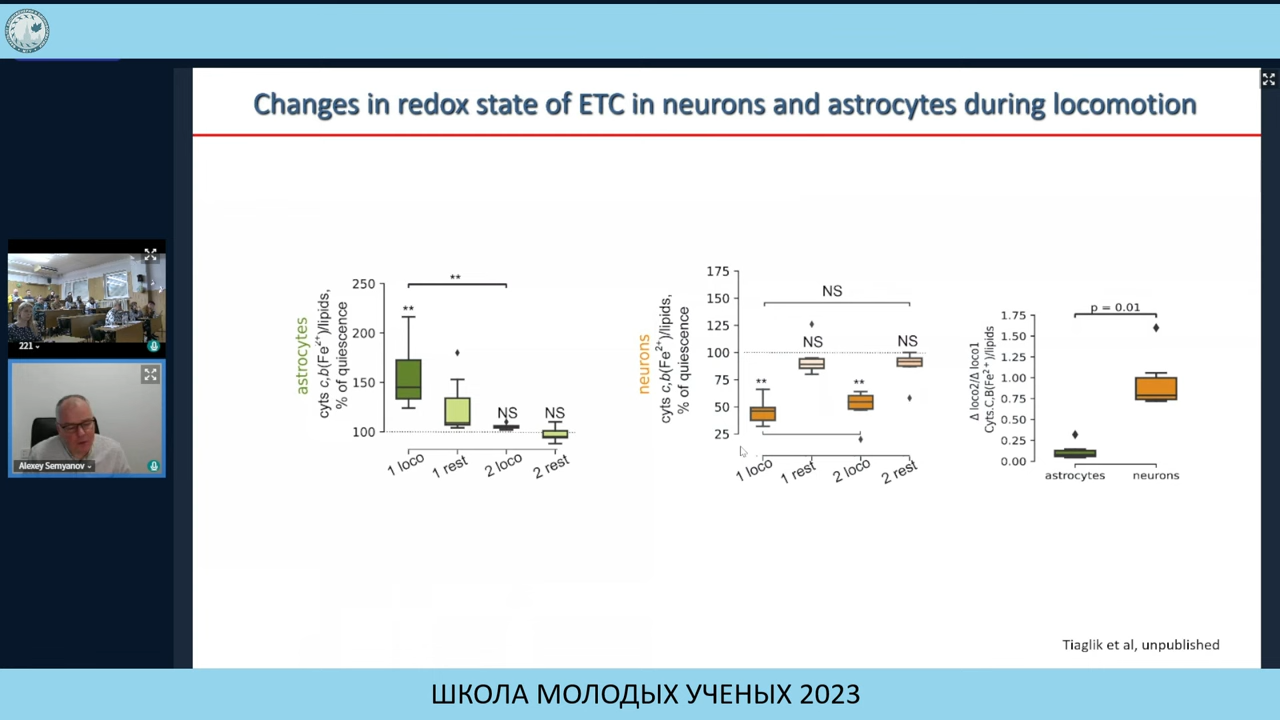 Changes in redox state of ETC in neurons and astrocytes during locomotion
astrocytes
cyts c,b(Fe²⁺)/lipids,
% of quiescence
250
200
150
100
**
**
NS
NS
1 loco
1 rest
2 loco
2 rest
neurons
cyts c,b(Fe²⁺)/lipids,
% of quiescence
175
150
125
100
75
50
25
NS
**
NS
**
NS
1 loco
1 rest
2 loco
2 rest
Δ loco2/Δ loco1
Cyts.C,B(Fe²⁺)/lipids
1.75
1.50
1.25
1.00
0.75
0.50
0.25
0.00
p = 0.01
astrocytes
neurons
221
Alexey Semyanov
Tiaglik et al, unpublished
ШКОЛА МОЛОДЫХ УЧЕНЫХ 2023